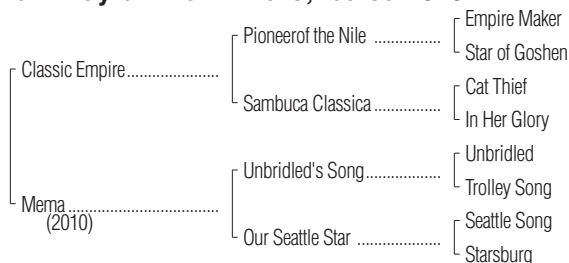 Empire Maker
Pioneerof the Nile ................
Star of Goshen
Classic Empire......................
Cat Thief
Sambuca Classica ................
In Her Glory
Unbridled
Unbridled's Song..................
Trolley Song
Mema ....................................
(2010)
Seattle Song
Our Seattle Star ...................
Starsburg